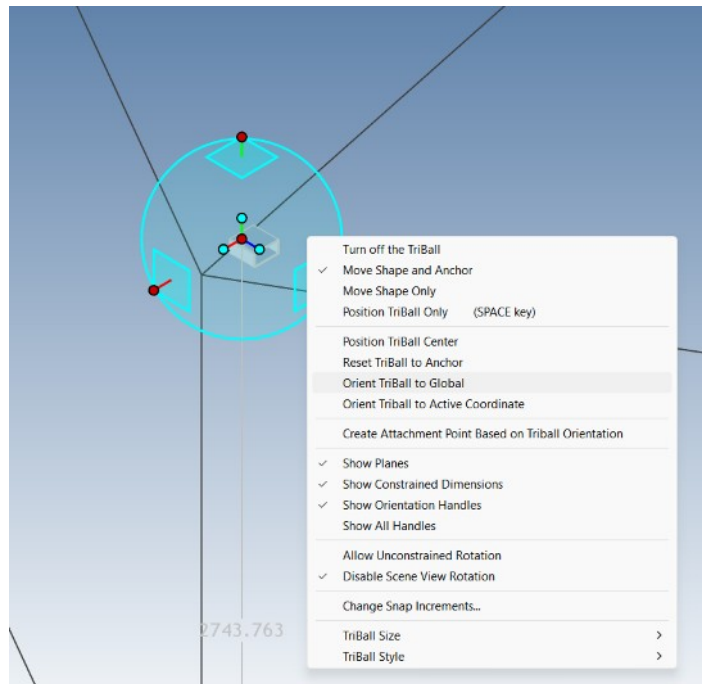 Turn off the TriBall
Move Shape and Anchor
Move Shape Only
Position TriBall Only (SPACE key)
Position TriBall Center
Reset TriBall to Anchor
Orient TriBall to Global
Orient Triball to Active Coordinate
Create Attachment Point Based on Triball Orientation
Show Planes
Show Constrained Dimensions
Show Orientation Handles
Show All Handles
Allow Unconstrained Rotation
Disable Scene View Rotation
Change Snap Increments...
2743.763
TriBall Size
TriBall Style